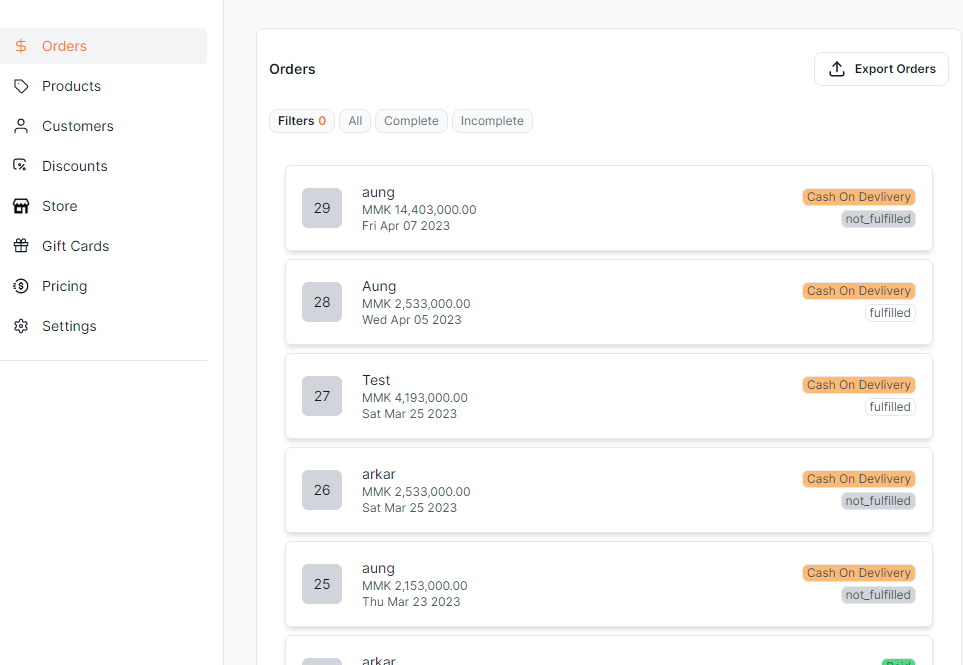 Orders
Products
Customers
Discounts
Store
Gift Cards
Pricing
Settings
Orders
Export Orders
Filters 0
All
Complete
Incomplete
29
aung
MMK 14,403,000.00
Fri Apr 07 2023
Cash On Devlivery
not_fulfilled
28
Aung
MMK 2,533,000.00
Wed Apr 05 2023
Cash On Devlivery
fulfilled
27
Test
MMK 4,193,000.00
Sat Mar 25 2023
Cash On Devlivery
fulfilled
26
arkar
MMK 2,533,000.00
Sat Mar 25 2023
Cash On Devlivery
not_fulfilled
25
aung
MMK 2,153,000.00
Thu Mar 23 2023
Cash On Devlivery
not_fulfilled
arkar
Paid